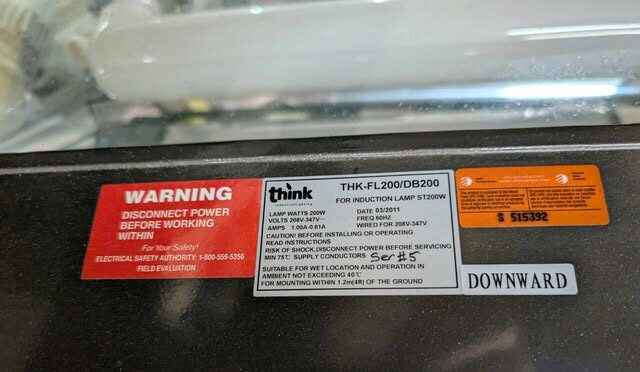 WARNING
DISCONNECT POWER
BEFORE WORKING
WITHIN
For Your Safety!
ELECTRICAL SAFETY AUTHORITY: 1-800-559-5356
FIELD EVALUATION
think
THK-FL200/DB200
FOR INDUCTION LAMP ST200W
LAMP WATTS 200W
DATE 03/2011
VOLTS 208V-347V~
FREQ 60HZ
AMPS 1.00A-0.61A
WIRED FOR 208V-347V
CAUTION! BEFORE INSTALLING OR OPERATING
READ INSTRUCTIONS
RISK OF SHOCK,DISCONNECT POWER BEFORE SERVICING
MIN 75℃ SUPPLY CONDUCTORS Ser#5
SUITABLE FOR WET LOCATION AND OPERATION IN
AMBIENT NOT EXCEEDING 40℃
FOR MOUNTING WITHIN 1.2m(4ft) OF THE GROUND
S 515392
DOWNWARD